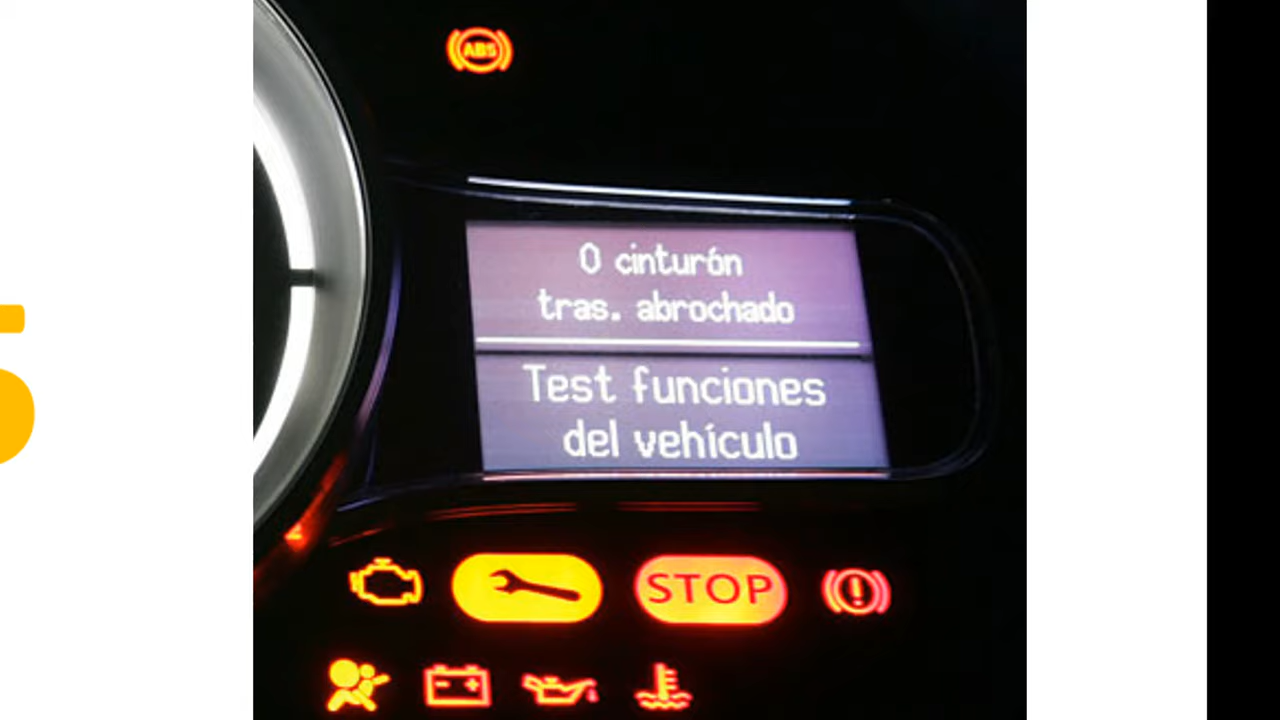 ABS
0 cinturón
tras. abrochado
Test funciones
del vehículo
STOP